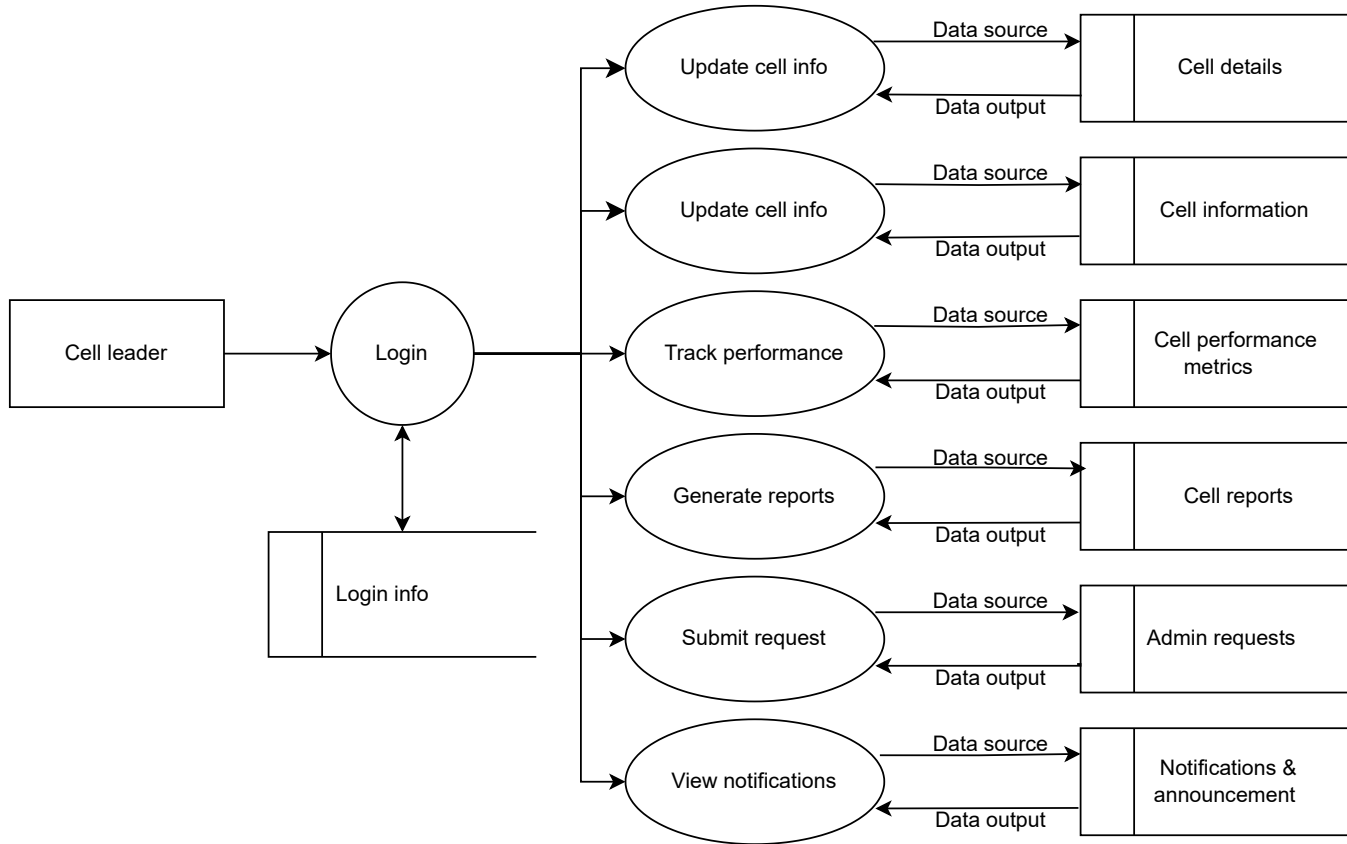 Data source
Update cell info
Cell details
Data output
Data source
Update cell info
Cell information
Data output
Data source
Cell leader
Login
Track performance
Cell performance
metrics
Data output
Data source
Generate reports
Cell reports
Data output
Login info
Data source
Submit request
Admin requests
Data output
Data source
View notifications
Notifications &
announcement
Data output